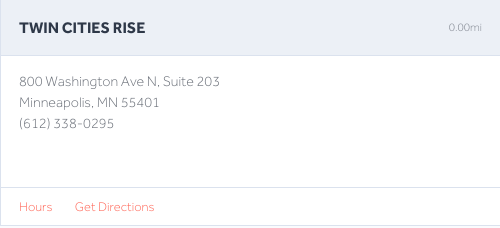 TWIN CITIES RISE
0.00mi
800 Washington Ave N, Suite 203
Minneapolis, MN 55401
(612) 338-0295
Hours
Get Directions